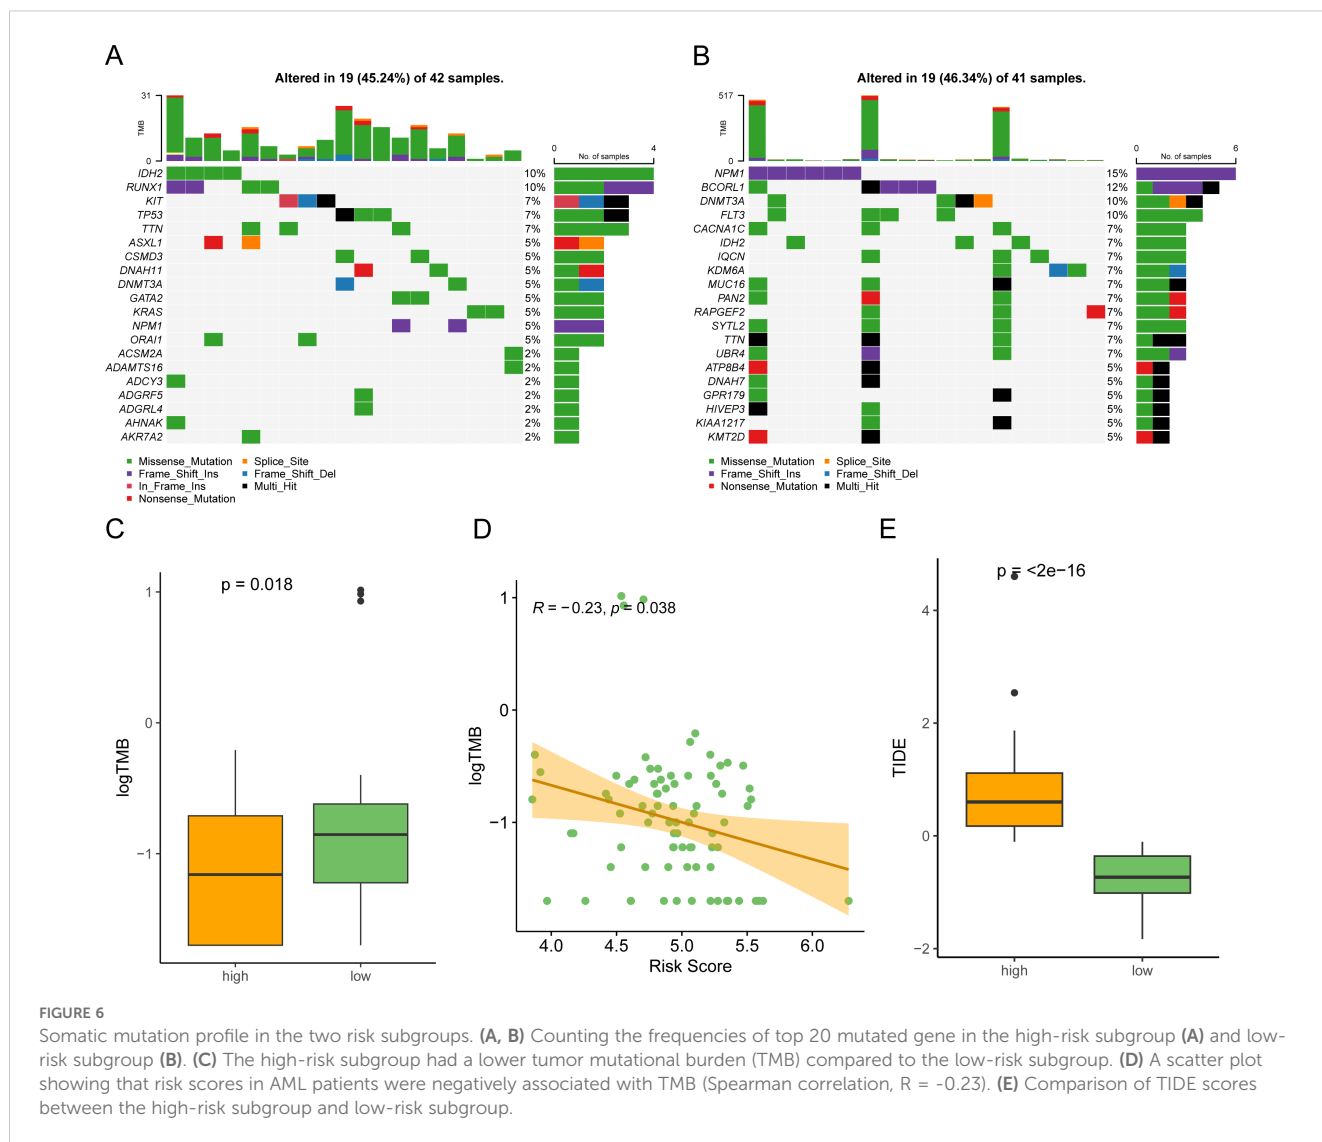 A
Altered in 19 (45.24%) of 42 samples.
31
TMB
0
No. of samples
0 4
IDH2 10%
RUNX1 10%
KIT 7%
TP53 7%
TTN 7%
ASXL1 5%
CSMD3 5%
DNAH11 5%
DNMT3A 5%
GATA2 5%
KRAS 5%
NPM1 5%
ORAI1 5%
ACSM2A 2%
ADAMTS16 2%
ADCY3 2%
ADGRF5 2%
ADGRL4 2%
AHNAK 2%
AKR7A2 2%
Missense_Mutation Splice_Site
Frame_Shift_Ins Frame_Shift_Del
In_Frame_Ins Multi_Hit
Nonsense_Mutation
B
Altered in 19 (46.34%) of 41 samples.
517
TMB
0
No. of samples
0 6
NPM1 15%
BCORL1 12%
DNMT3A 10%
FLT3 10%
CACNA1C 7%
IDH2 7%
IQCN 7%
KDM6A 7%
MUC16 7%
PAN2 7%
RAPGEF2 7%
SYTL2 7%
TTN 7%
UBR4 7%
ATP8B4 5%
DNAH7 5%
GPR179 5%
HIVEP3 5%
KIAA1217 5%
KMT2D 5%
Missense_Mutation Splice_Site
Frame_Shift_Ins Frame_Shift_Del
Nonsense_Mutation Multi_Hit
C
p = 0.018
logTMB
1
0
−1
high low
D
R = −0.23, p = 0.038
logTMB
1
0
−1
4.0 4.5 5.0 5.5 6.0
Risk Score
E
p = <2e−16
TIDE
4
2
0
−2
high low
FIGURE 6
Somatic mutation profile in the two risk subgroups. (A, B) Counting the frequencies of top 20 mutated gene in the high-risk subgroup (A) and low-
risk subgroup (B). (C) The high-risk subgroup had a lower tumor mutational burden (TMB) compared to the low-risk subgroup. (D) A scatter plot
showing that risk scores in AML patients were negatively associated with TMB (Spearman correlation, R = -0.23). (E) Comparison of TIDE scores
between the high-risk subgroup and low-risk subgroup.